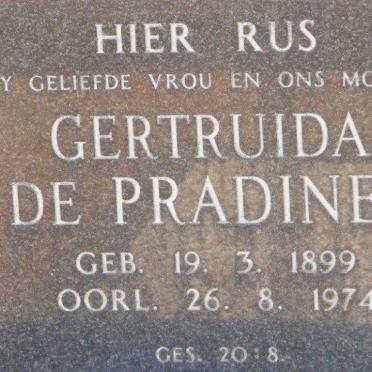 HIER RUS
Y GELIEFDE VROU EN ONS MO
GERTRUIDA
DE PRADINE
GEB. 19. 3. 1899
OORL. 26. 8. 1974
GES. 20:8.